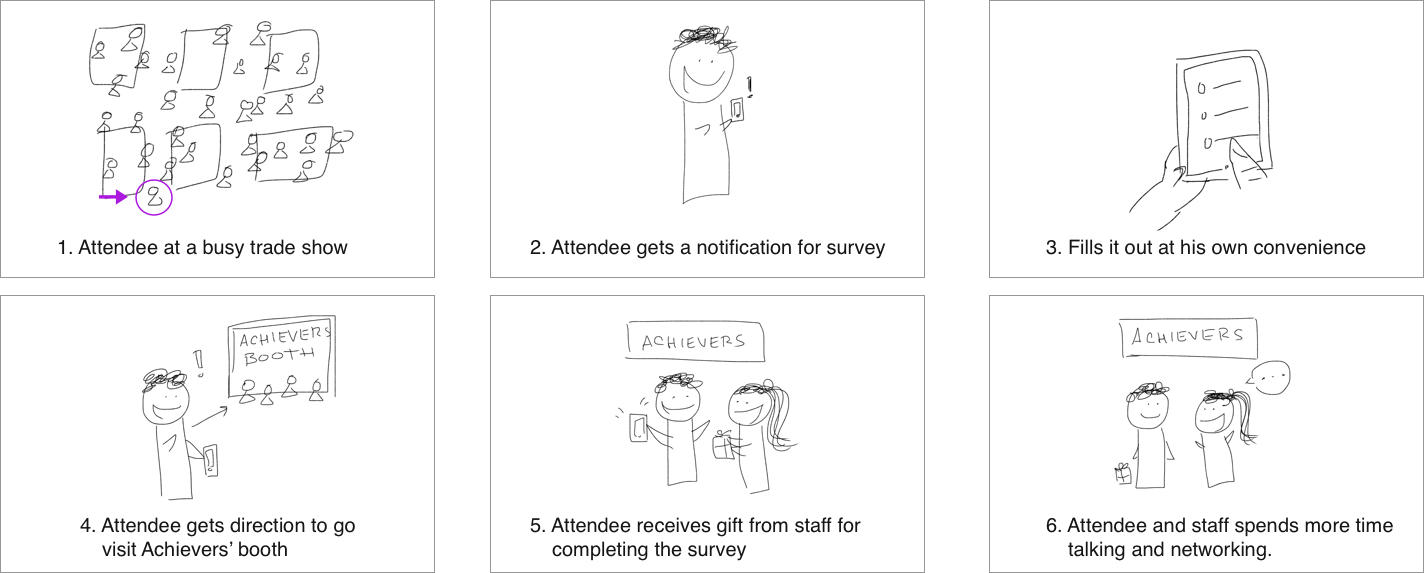 1. Attendee at a busy trade show
!
2. Attendee gets a notification for survey
3. Fills it out at his own convenience
ACHIEVERS
BOOTH
!
!
4. Attendee gets direction to go
visit Achievers’ booth
ACHIEVERS
!
5. Attendee receives gift from staff for
completing the survey
ACHIEVERS
...
6. Attendee and staff spends more time
talking and networking.